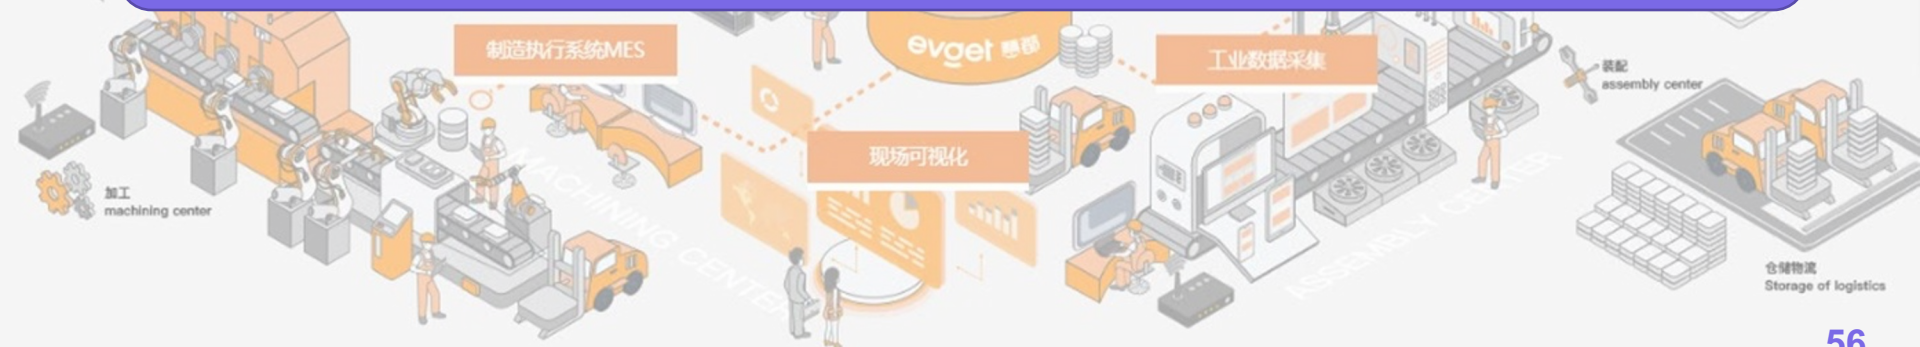 制造执行系统MES
evget 慧都
工业数据采集
装配
assembly center
现场可视化
加工
machining center
MACHINING CENTER
ASSEMBLY CENTER
仓储物流
Storage of logistics
56